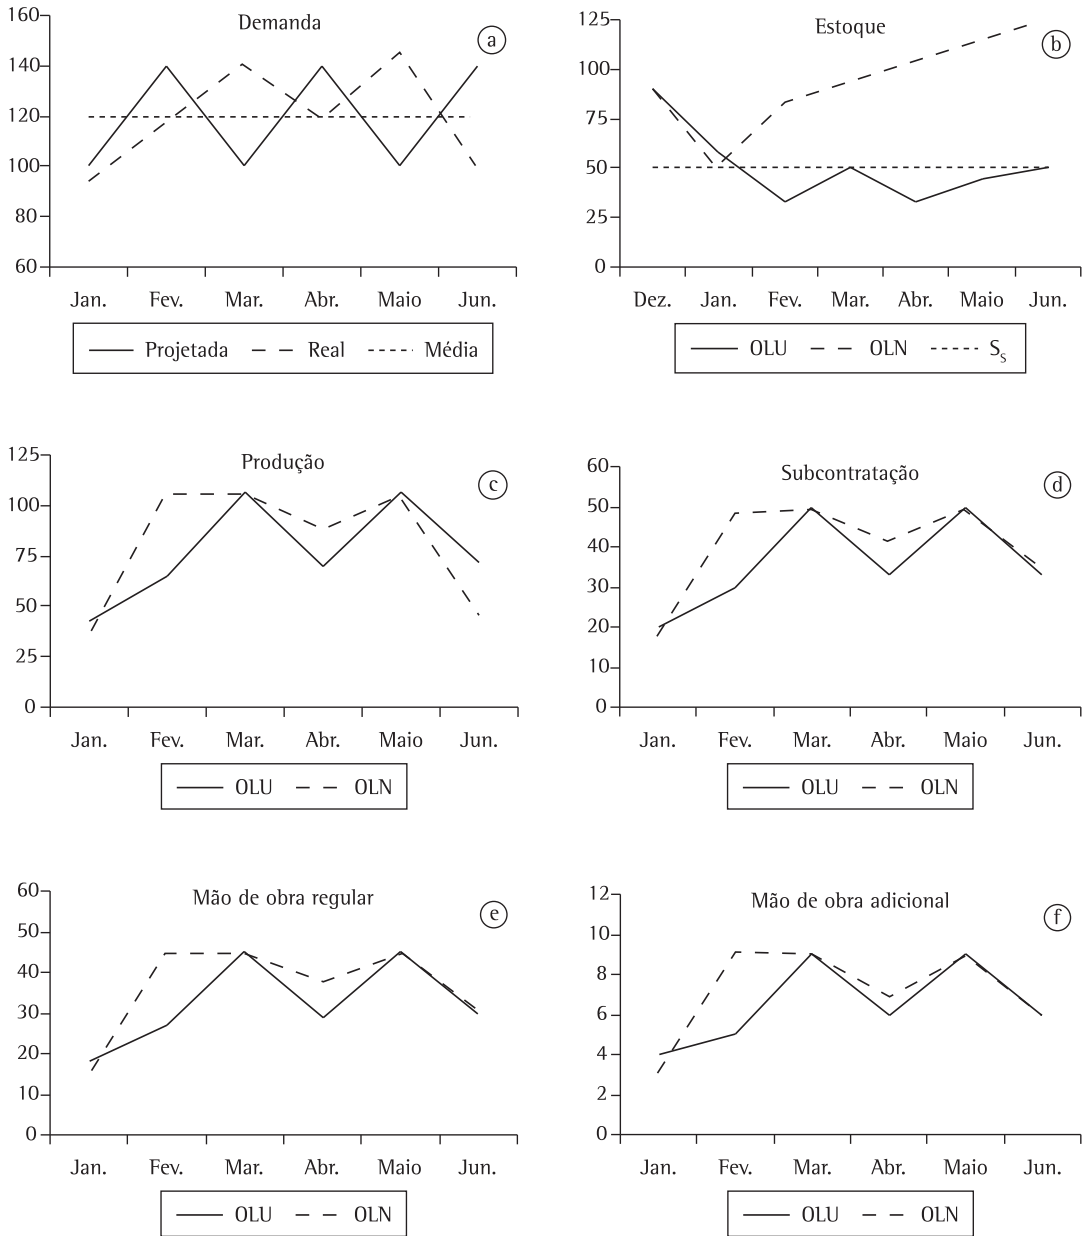 Demanda
a
160
140
120
100
80
60
Jan. Fev. Mar. Abr. Maio Jun.
Projetada Real Média
Estoque
b
125
100
75
50
25
0
Dez. Jan. Fev. Mar. Abr. Maio Jun.
OLU OLN S_S
Produção
c
125
100
75
50
25
0
Jan. Fev. Mar. Abr. Maio Jun.
OLU OLN
Subcontratação
d
60
50
40
30
20
10
0
Jan. Fev. Mar. Abr. Maio Jun.
OLU OLN
Mão de obra regular
e
60
50
40
30
20
10
0
Jan. Fev. Mar. Abr. Maio Jun.
OLU OLN
Mão de obra adicional
f
12
10
8
6
4
2
0
Jan. Fev. Mar. Abr. Maio Jun.
OLU OLN